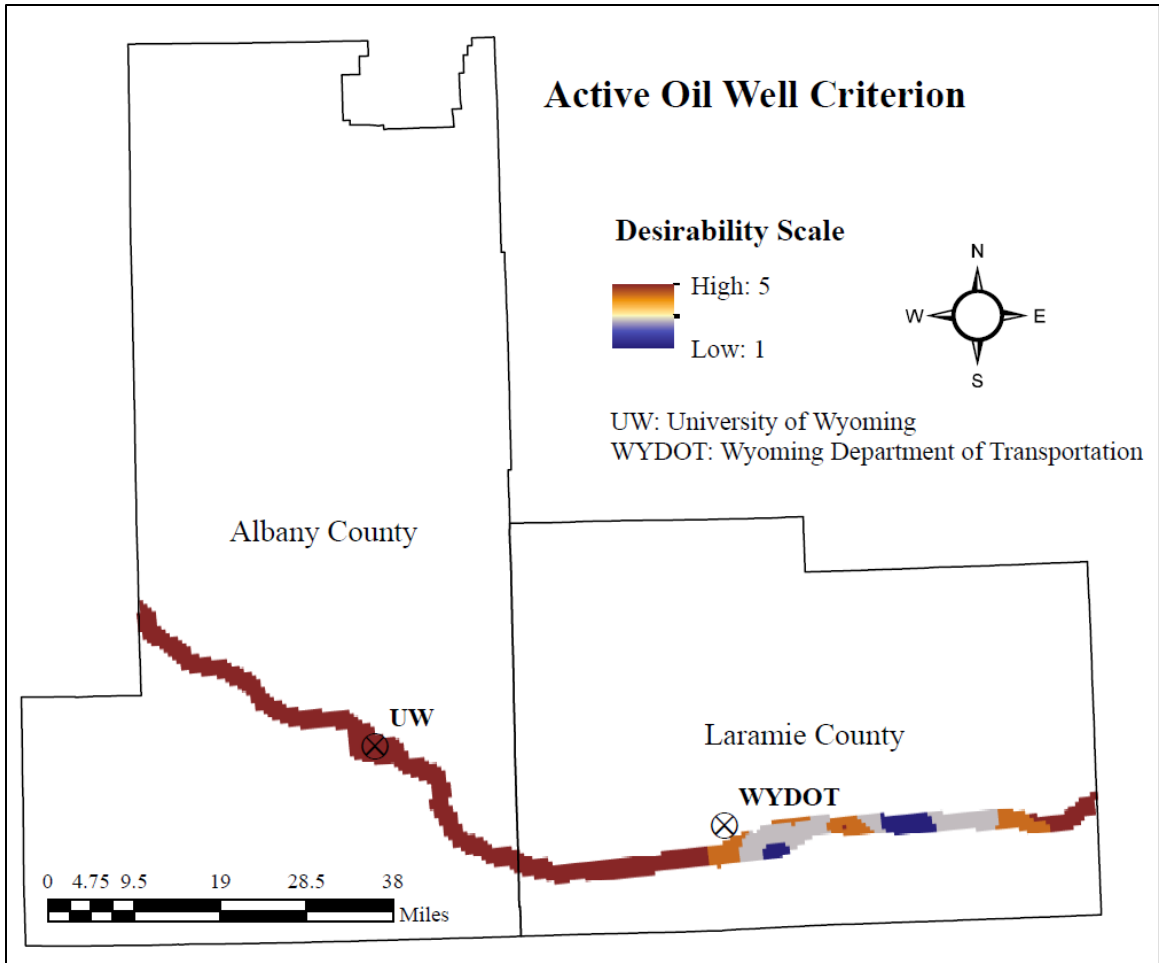 Active Oil Well Criterion
Desirability Scale
High: 5
Low: 1
N
W
E
S
UW: University of Wyoming
WYDOT: Wyoming Department of Transportation
Albany County
UW
Laramie County
WYDOT
0 4.75 9.5 19 28.5 38
Miles